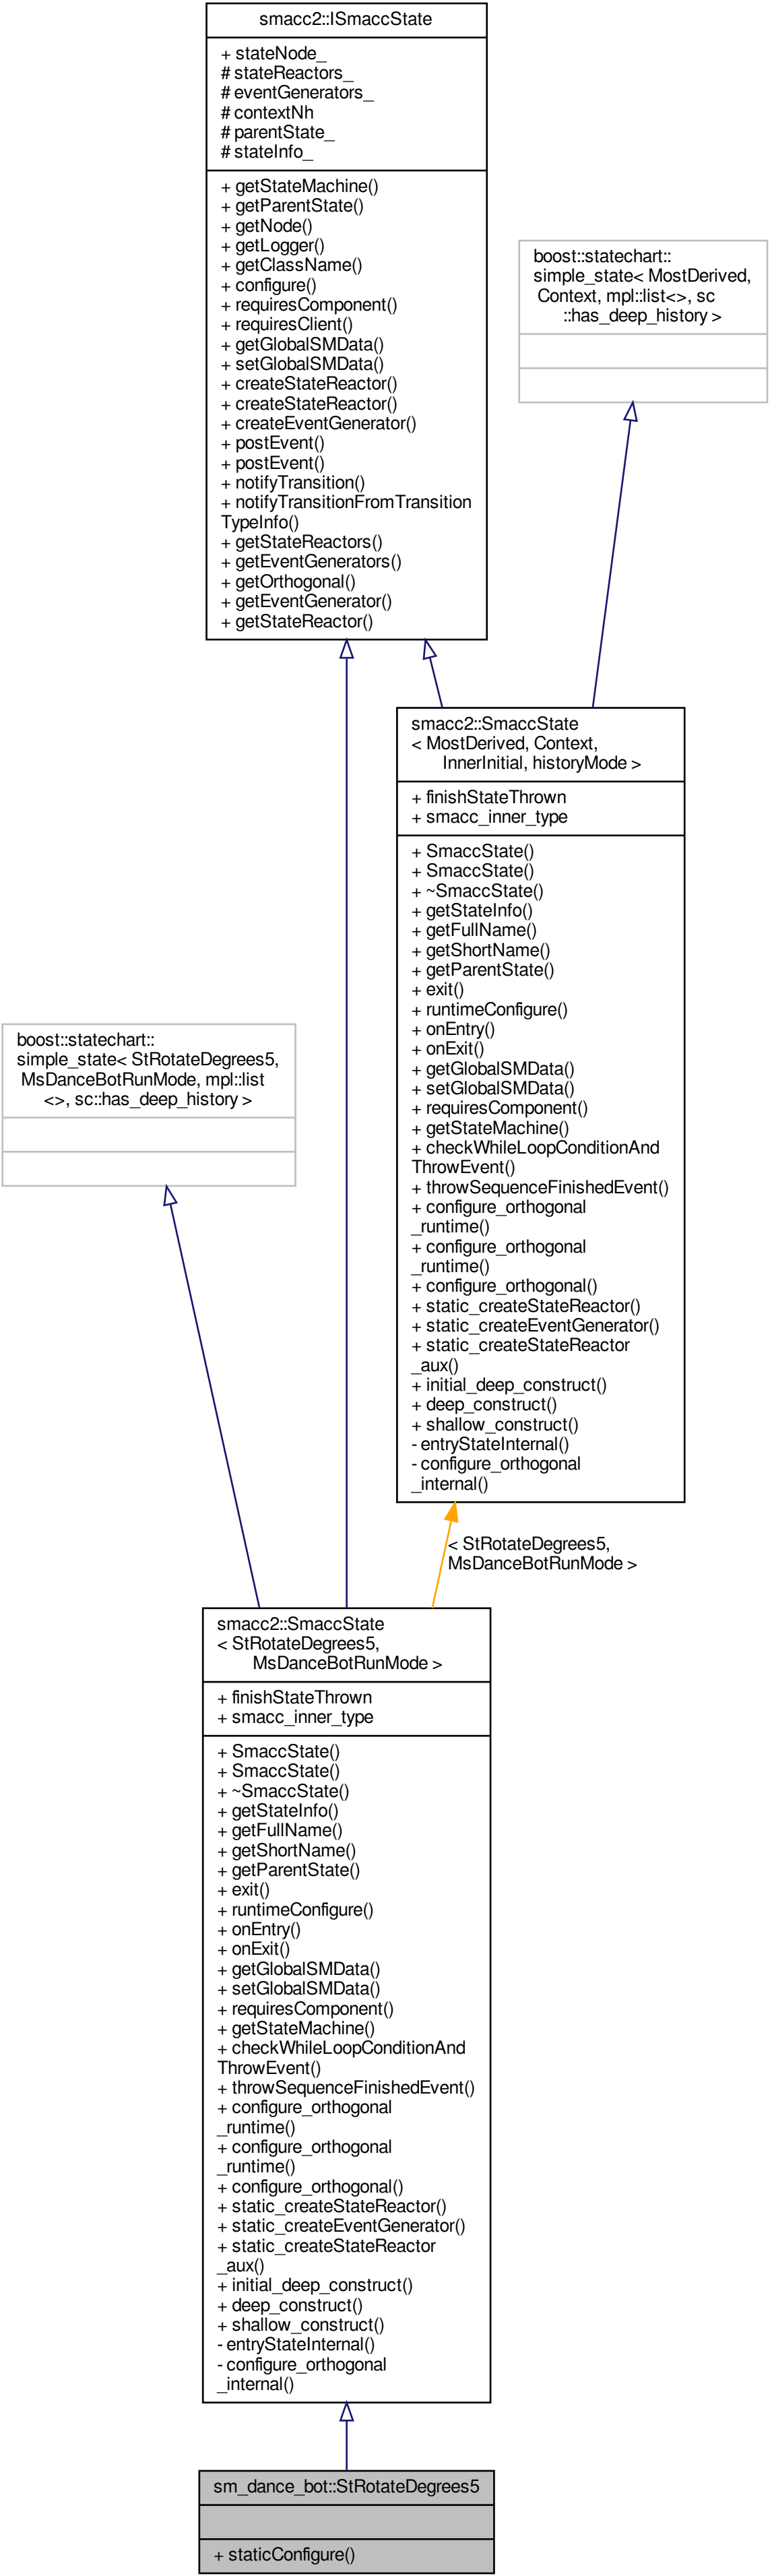 smacc2::ISmaccState
+ stateNode_
# stateReactors_
# eventGenerators_
# contextNh
# parentState_
# stateInfo_
+ getStateMachine()
+ getParentState()
+ getNode()
+ getLogger()
+ getClassName()
+ configure()
+ requiresComponent()
+ requiresClient()
+ getGlobalSMData()
+ setGlobalSMData()
+ createStateReactor()
+ createStateReactor()
+ createEventGenerator()
+ postEvent()
+ postEvent()
+ notifyTransition()
+ notifyTransitionFromTransition
TypeInfo()
+ getStateReactors()
+ getEventGenerators()
+ getOrthogonal()
+ getEventGenerator()
+ getStateReactor()
boost::statechart::
simple_state< MostDerived,
Context, mpl::list<>, sc
::has_deep_history >
smacc2::SmaccState
< MostDerived, Context,
InnerInitial, historyMode >
+ finishStateThrown
+ smacc_inner_type
+ SmaccState()
+ SmaccState()
+ ~SmaccState()
+ getStateInfo()
+ getFullName()
+ getShortName()
+ getParentState()
+ exit()
+ runtimeConfigure()
+ onEntry()
+ onExit()
+ getGlobalSMData()
+ setGlobalSMData()
+ requiresComponent()
+ getStateMachine()
+ checkWhileLoopConditionAnd
ThrowEvent()
+ throwSequenceFinishedEvent()
+ configure_orthogonal
_runtime()
+ configure_orthogonal
_runtime()
+ configure_orthogonal()
+ static_createStateReactor()
+ static_createEventGenerator()
+ static_createStateReactor
_aux()
+ initial_deep_construct()
+ deep_construct()
+ shallow_construct()
- entryStateInternal()
- configure_orthogonal
_internal()
boost::statechart::
simple_state< StRotateDegrees5,
MsDanceBotRunMode, mpl::list
<>, sc::has_deep_history >
< StRotateDegrees5,
MsDanceBotRunMode >
smacc2::SmaccState
< StRotateDegrees5,
MsDanceBotRunMode >
+ finishStateThrown
+ smacc_inner_type
+ SmaccState()
+ SmaccState()
+ ~SmaccState()
+ getStateInfo()
+ getFullName()
+ getShortName()
+ getParentState()
+ exit()
+ runtimeConfigure()
+ onEntry()
+ onExit()
+ getGlobalSMData()
+ setGlobalSMData()
+ requiresComponent()
+ getStateMachine()
+ checkWhileLoopConditionAnd
ThrowEvent()
+ throwSequenceFinishedEvent()
+ configure_orthogonal
_runtime()
+ configure_orthogonal
_runtime()
+ configure_orthogonal()
+ static_createStateReactor()
+ static_createEventGenerator()
+ static_createStateReactor
_aux()
+ initial_deep_construct()
+ deep_construct()
+ shallow_construct()
- entryStateInternal()
- configure_orthogonal
_internal()
sm_dance_bot::StRotateDegrees5
+ staticConfigure()